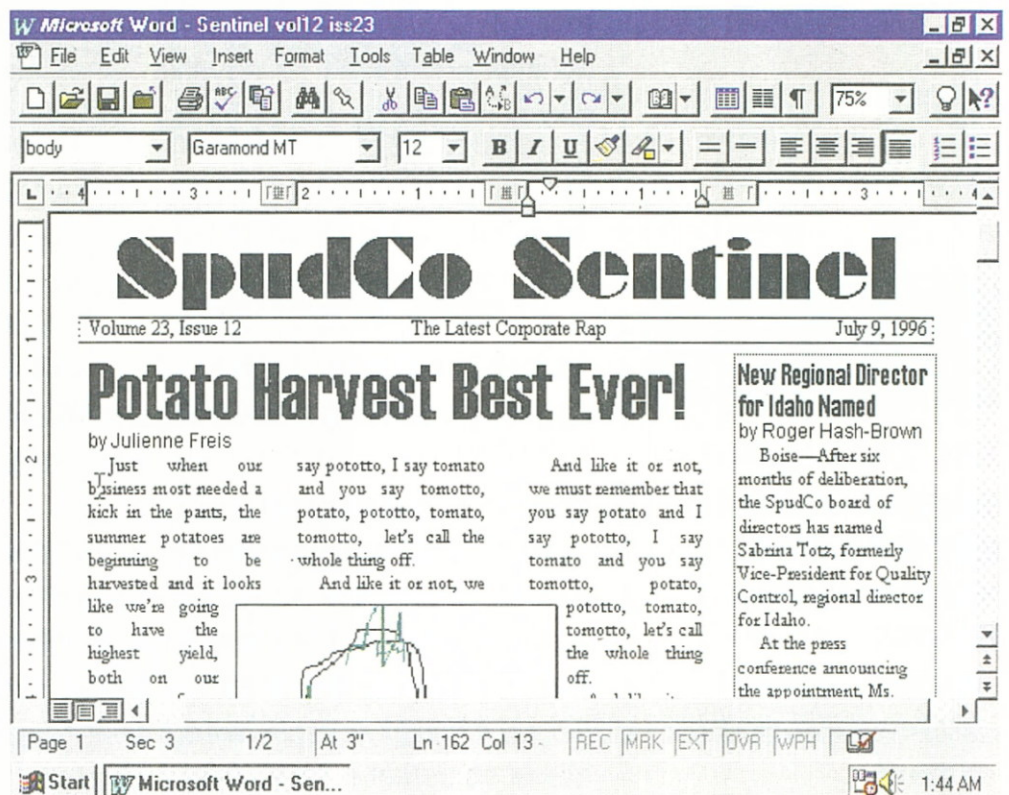 Microsoft Word - Sentinel vol12 iss23
File Edit View Insert Format Tools Table Window Help
ABC
75%
body Garamond MT 12 B I U
L 4 3 2 1 1 3 4
SpudCo Sentinel
Volume 23, Issue 12 The Latest Corporate Rap July 9, 1996
Potato Harvest Best Ever!
by Julienne Freis
Just when our
business most needed a
kick in the pants, the
summer potatoes are
beginning to be
harvested and it looks
like we're going
to have the
highest yield,
both on our
say pototto, I say tomato
and you say tomotto,
potato, pototto, tomato,
tomotto, let's call the
whole thing off.
And like it or not, we
And like it or not,
we must remember that
you say potato and I
say pototto, I say
tomato and you say
tomotto, potato,
pototto, tomato,
tomotto, let's call
the whole thing
off.
New Regional Director
for Idaho Named
by Roger Hash-Brown
Boise—After six
months of deliberation,
the SpudCo board of
directors has named
Sabrina Totz, formerly
Vice-President for Quality
Control, regional director
for Idaho.
At the press
conference announcing
the appointment, Ms.
Page 1 Sec 3 1/2 At 3" Ln 162 Col 13 REC MRK EXT OVR WPH
Start Microsoft Word - Sen... 1:44 AM